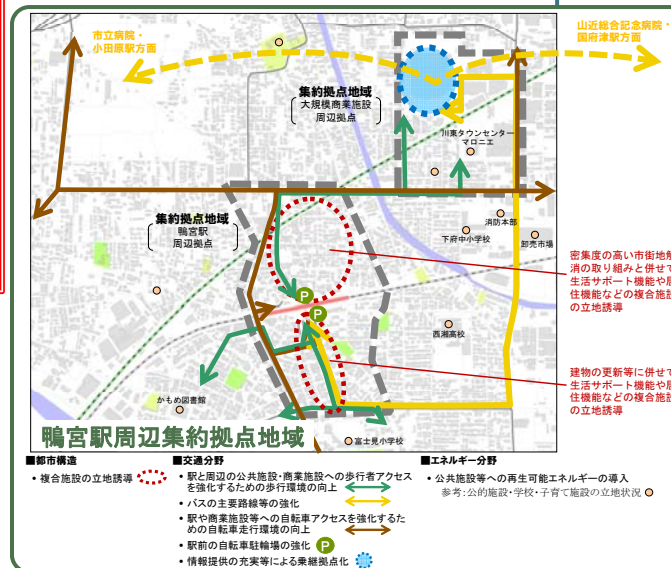 市立病院・
小田原駅方面
山近総合記念病院・
国府津駅方面
集約拠点地域
大規模商業施設
周辺拠点
川東タウンセンター
マロニエ
集約拠点地域
鴨宮駅
周辺拠点
消防本部
下府中小学校
卸売市場
密集度の高い市街地解
消の取り組みと併せて
生活サポート機能や居
住機能などの複合施設
の立地誘導
P
P
西湘高校
建物の更新等に併せて
生活サポート機能や居
住機能などの複合施設
の立地誘導
かもめ図書館
富士見小学校
鴨宮駅周辺集約拠点地域
■都市構造
・複合施設の立地誘導
■交通分野
・駅と周辺の公共施設・商業施設への歩行者アクセス
を強化するための歩行環境の向上
・バスの主要路線等の強化
・駅や商業施設等への自転車アクセスを強化するた
めの自転車走行環境の向上
・駅前の自転車駐輪場の強化 P
・情報提供の充実等による乗継拠点化
■エネルギー分野
・公共施設等への再生可能エネルギーの導入
参考:公的施設・学校・子育て施設の立地状況